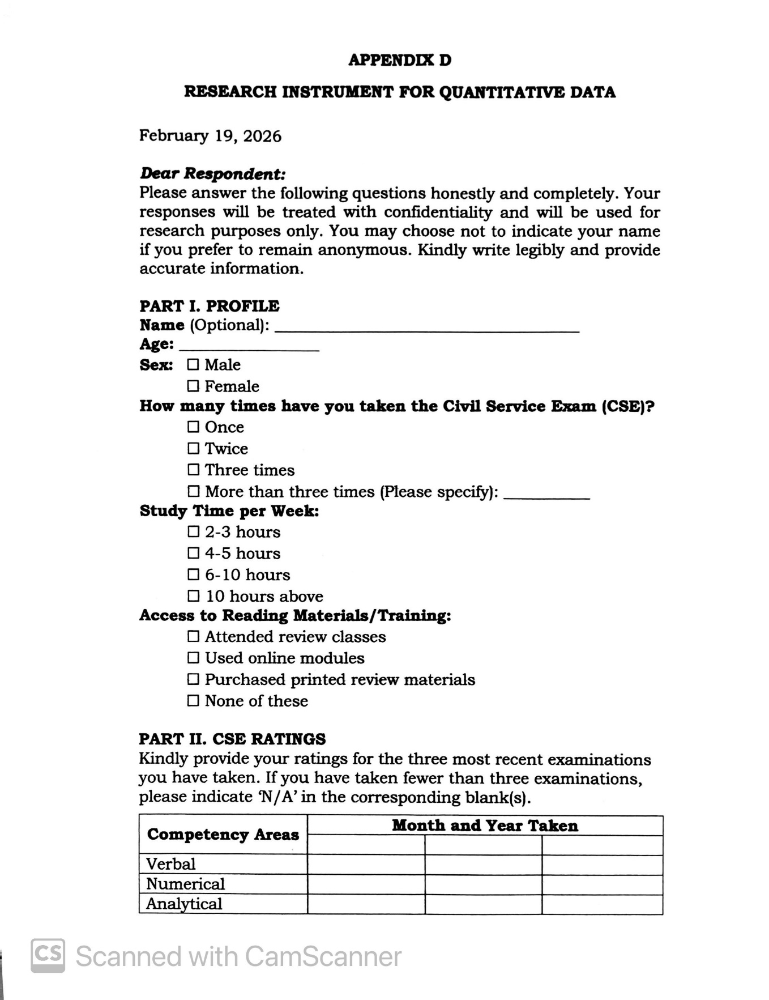 APPENDIX D
RESEARCH INSTRUMENT FOR QUANTITATIVE DATA
February 19, 2026
Dear Respondent:
Please answer the following questions honestly and completely. Your
responses will be treated with confidentiality and will be used for
research purposes only. You may choose not to indicate your name
if you prefer to remain anonymous. Kindly write legibly and provide
accurate information.
PART I. PROFILE
Name (Optional): ______________________________
Age: ______________
Sex: ☐ Male
☐ Female
How many times have you taken the Civil Service Exam (CSE)?
☐ Once
☐ Twice
☐ Three times
☐ More than three times (Please specify): _________
Study Time per Week:
☐ 2-3 hours
☐ 4-5 hours
☐ 6-10 hours
☐ 10 hours above
Access to Reading Materials/Training:
☐ Attended review classes
☐ Used online modules
☐ Purchased printed review materials
☐ None of these
PART II. CSE RATINGS
Kindly provide your ratings for the three most recent examinations
you have taken. If you have taken fewer than three examinations,
please indicate ‘N/A’ in the corresponding blank(s).
Competency Areas
Month and Year Taken
Verbal
Numerical
Analytical
CS Scanned with CamScanner